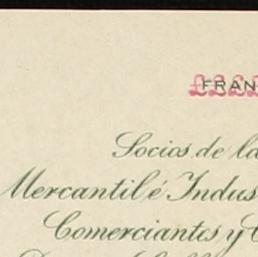 FRAN
Socios de la
Mercantil é Indus
Comerciantes y